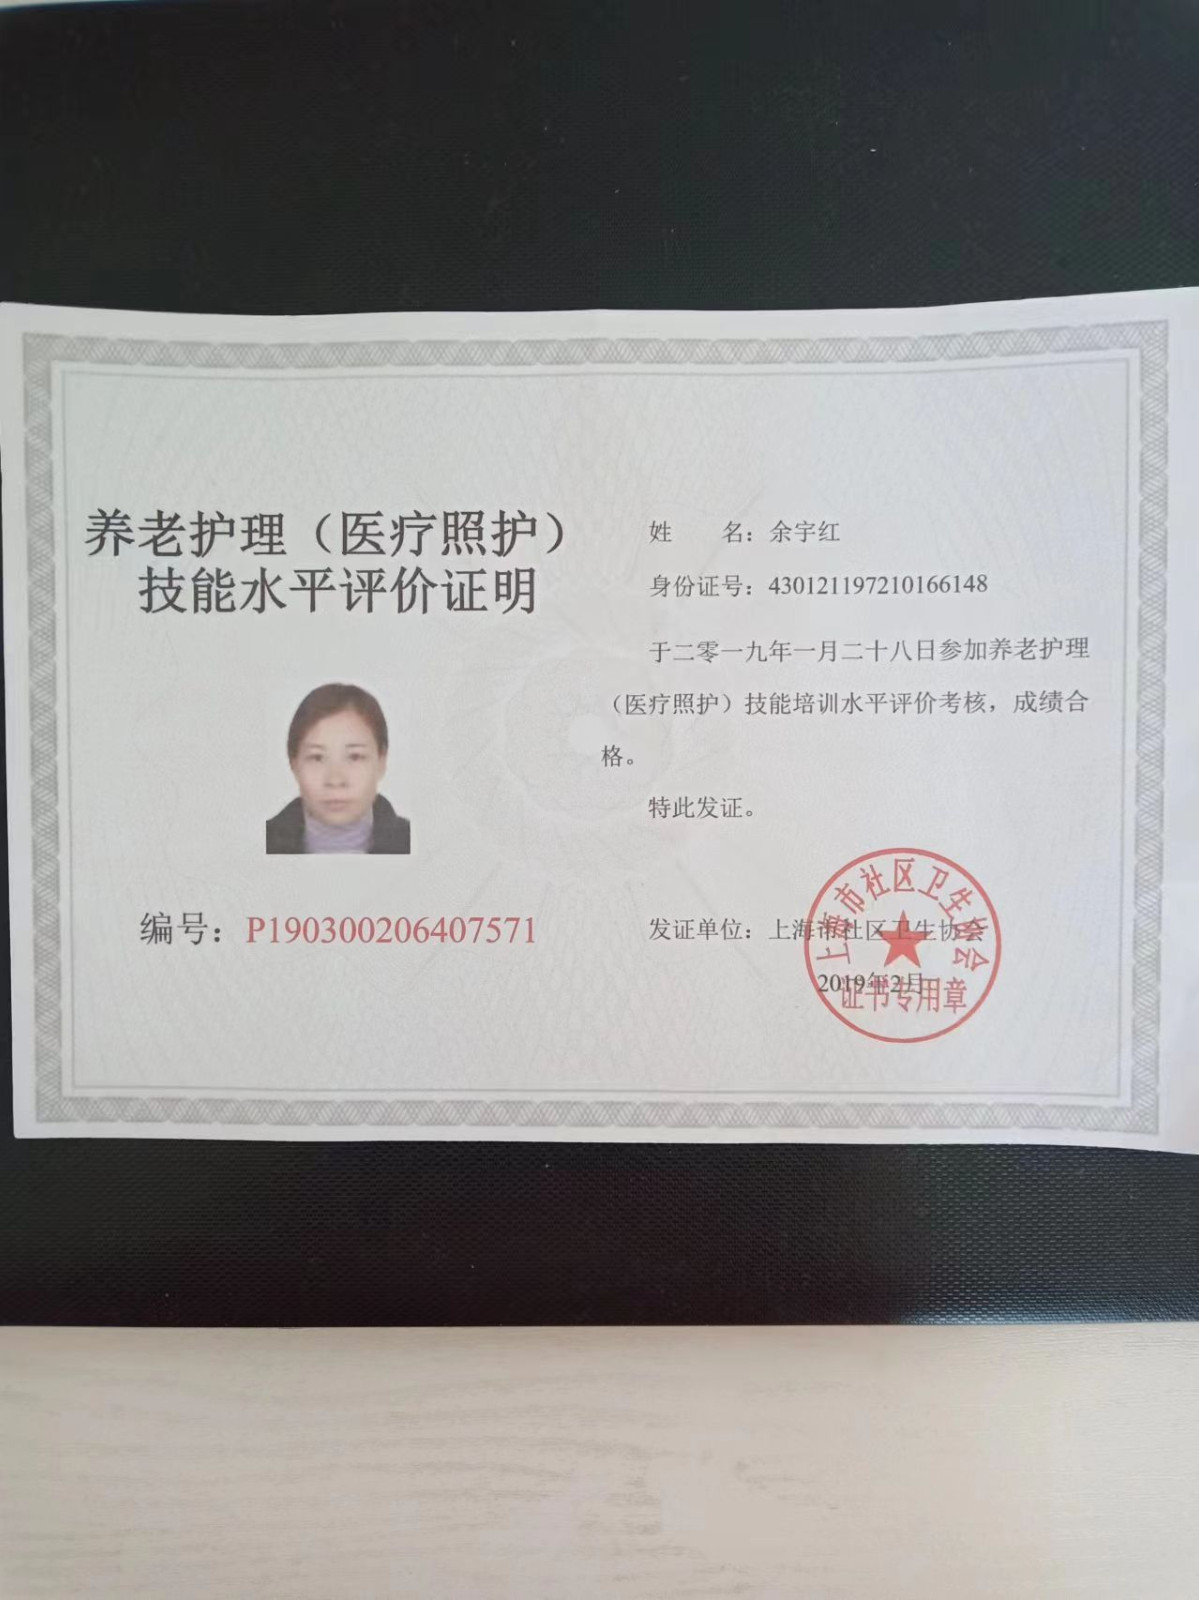 养老护理（医疗照护）
技能水平评价证明
编号：P190300206407571
姓　　名：余宇红
身份证号：430121197210166148
于二零一九年一月二十八日参加养老护理
（医疗照护）技能培训水平评价考核，成绩合
格。
特此发证。
发证单位：上海市社区卫生协会
2019年2月
上海市社区卫生协会
证书专用章